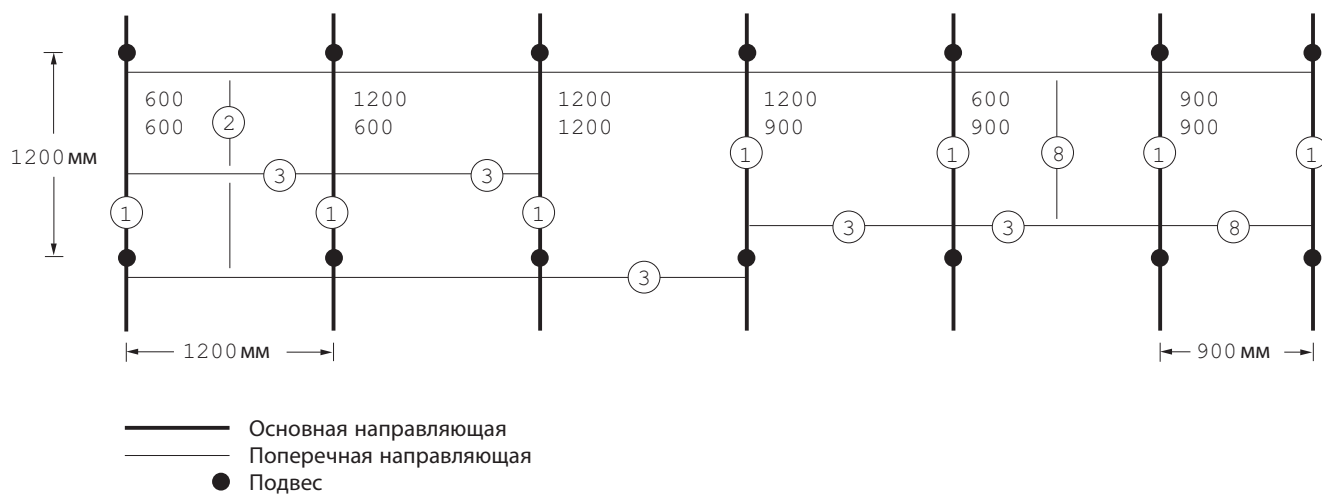 600 1200 1200 1200 600 900
600 2 600 1200 900 900 8 900
1200 мм
1 1 1 1
3 3
1 1 1
3 3 8
3
1200 мм 900 мм
Основная направляющая
Поперечная направляющая
Подвес